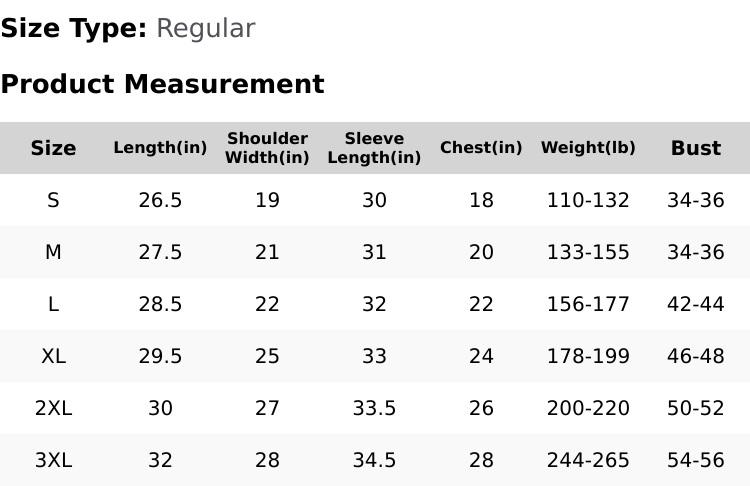 Size Type: Regular
Product Measurement
Size Length(in) Shoulder Width(in) Sleeve Length(in) Chest(in) Weight(lb) Bust
S 26.5 19 30 18 110-132 34-36
M 27.5 21 31 20 133-155 34-36
L 28.5 22 32 22 156-177 42-44
XL 29.5 25 33 24 178-199 46-48
2XL 30 27 33.5 26 200-220 50-52
3XL 32 28 34.5 28 244-265 54-56